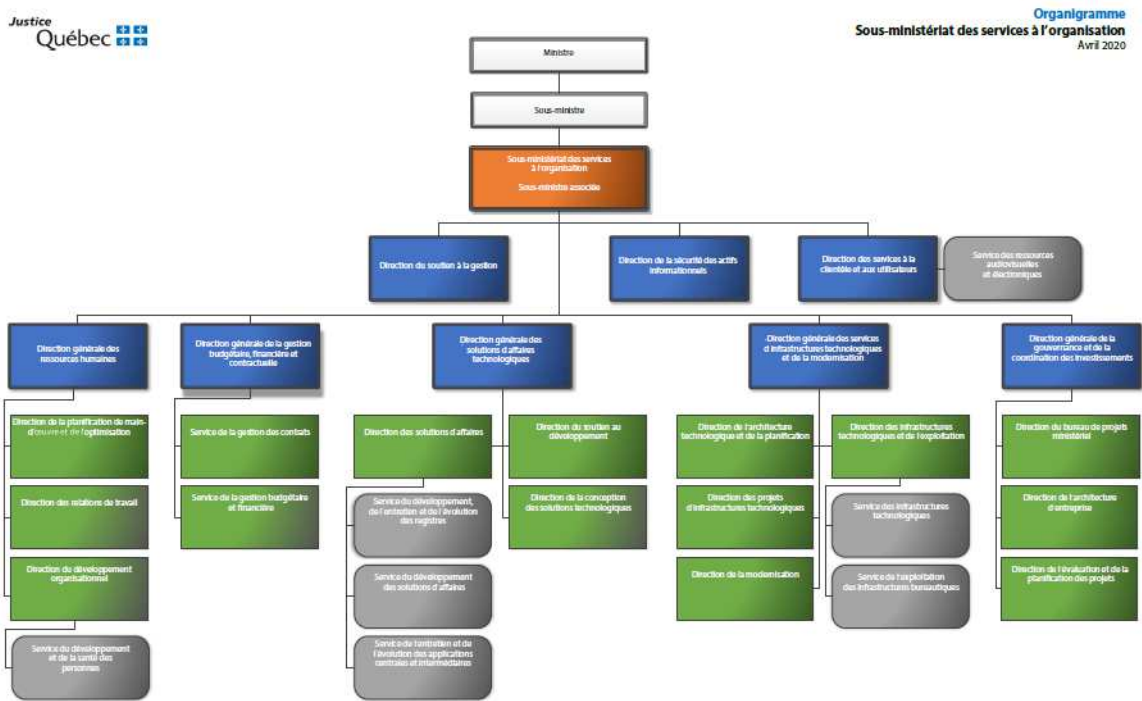 Justice
Québec
Organigramme
Sous-ministériat des services à l'organisation
Avril 2020
Ministre
Sous-ministre
Sous-ministériat des services
à l'organisation
Sous-ministre associée
Direction du soutien à la gestion
Direction de la sécurité des actifs
informationnels
Direction des services à la
clientèle et aux utilisateurs
Service des ressources
audiovisuelles
et électroniques
Direction générale des
ressources humaines
Direction générale de la gestion
budgétaire, financière et
contractuelle
Direction générale des
solutions d'affaires
technologiques
Direction générale des services
d'infrastructures technologiques
et de la modernisation
Direction générale de la
gouvernance et de la
coordination des investissements
Direction de la planification de main-
d'œuvre et de l'optimisation
Direction des relations de travail
Direction du développement
organisationnel
Service du développement
et de la santé des
personnes
Service de la gestion des contrats
Service de la gestion budgétaire
et financière
Direction des solutions d'affaires
Service du développement,
de l'entretien et de l'évolution
des registres
Service du développement
des solutions d'affaires
Service de l'entretien et de
l'évolution des applications
centrales et intermédiaires
Direction du soutien au
développement
Direction de la conception
des solutions technologiques
Direction de l'architecture
technologique et de la planification
Direction des projets
d'infrastructures technologiques
Direction de la modernisation
Direction des infrastructures
technologiques et de l'exploitation
Service des infrastructures
technologiques
Service de l'exploitation
des infrastructures bureautiques
Direction du bureau de projets
ministériel
Direction de l'architecture
d'entreprise
Direction de l'évaluation et de la
planification des projets